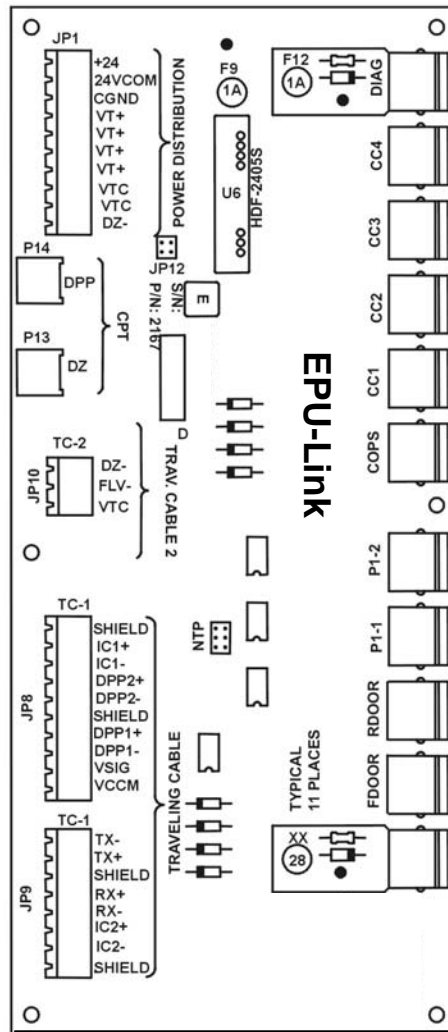 JP1
+24
24VCOM
CGND
VT+
VT+
VT+
VT+
VTC
VTC
DZ-
POWER DISTRIBUTION
F9
1A
U6
HDF-2405S
F12
1A
DIAG
CC4
CC3
CC2
CC1
COPS
P1-2
P1-1
RDOOR
FDOOR
P14
DPP
P13
DZ
CPT
JP12
S/N:
P/N: 2167
E
D
EPU-Link
TC-2
JP10
DZ-
FLV-
VTC
TRAV. CABLE 2
NTP
TC-1
JP8
SHIELD
IC1+
IC1-
DPP2+
DPP2-
SHIELD
DPP1+
DPP1-
VSIG
VCCM
TRAVELING CABLE
TC-1
JP9
TX-
TX+
SHIELD
RX+
RX-
IC2+
IC2-
SHIELD
TYPICAL
11 PLACES
XX
28